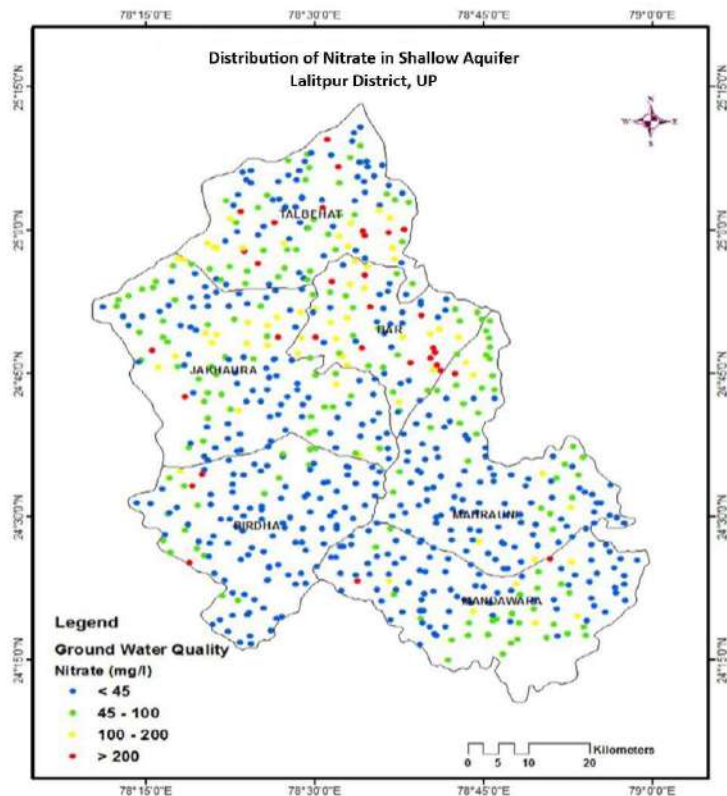 78°15'0"E 78°30'0"E 78°45'0"E 79°0'0"E
Distribution of Nitrate in Shallow Aquifer
Lalitpur District, UP
N
W E
S
25°15'0"N 25°15'0"N
TALBEHAT
25°0'0"N 25°0'0"N
BAR
JAKHAURA
24°45'0"N 24°45'0"N
MAHRAUNI
BIRDHA
24°30'0"N 24°30'0"N
MANDAWARA
24°15'0"N 24°15'0"N
Legend
Ground Water Quality
Nitrate (mg/l)
< 45
45 - 100
100 - 200
> 200
Kilometers
0 5 10 20
78°15'0"E 78°30'0"E 78°45'0"E 79°0'0"E